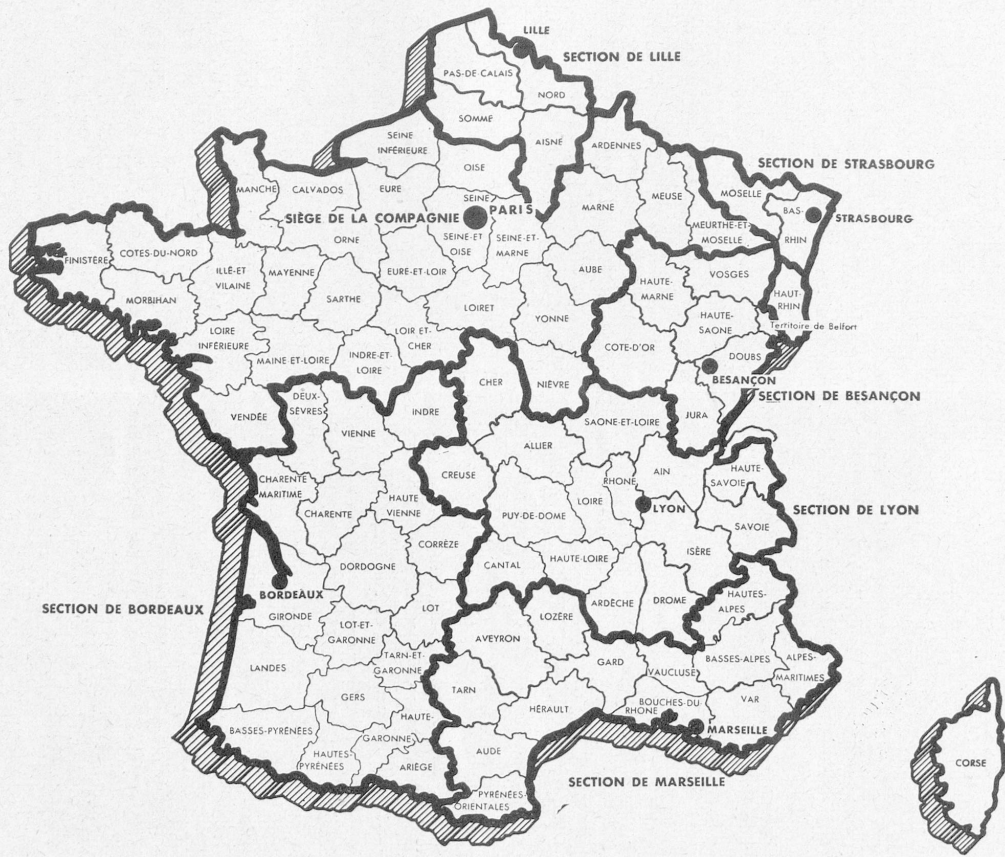 LILLE
SECTION DE LILLE
PAS-DE CALAIS
NORD
SOMME
SEINE
INFÉRIEURE
AISNE
ARDENNES
OISE
SECTION DE STRASBOURG
MANCHE
CALVADOS
EURE
SEINE
MARNE
MEUSE
MOSELLE
BAS-
RHIN
STRASBOURG
SIÈGE DE LA COMPAGNIE
PARIS
MEURTHE-ET-
MOSELLE
ORNE
SEINE-ET
OISE
SEINE-ET-
MARNE
FINISTÈRE
COTES-DU-NORD
ILLÉ-ET
VILAINE
MAYENNE
EURE-ET-LOIR
AUBE
HAUTE-
MARNE
VOSGES
HAUT-
RHIN
MORBIHAN
SARTHE
LOIRET
YONNE
HAUTE-
SAONE
Territoire de Belfort
LOIRE
INFÉRIEURE
MAINE-ET-LOIRE
INDRE-ET-
LOIRE
LOIR ET-
CHER
COTE-D'OR
DOUBS
BESANÇON
SECTION DE BESANÇON
CHER
NIÈVRE
JURA
VENDÉE
DEUX-
SÈVRES
VIENNE
INDRE
SAONE-ET-LOIRE
ALLIER
CREUSE
AIN
HAUTE-
SAVOIE
CHARENTE
MARITIME
CHARENTE
HAUTE
VIENNE
PUY-DE-DOME
LOIRE
RHONE
LYON
SECTION DE LYON
SAVOIE
CORRÈZE
ISÈRE
DORDOGNE
CANTAL
HAUTE-LOIRE
SECTION DE BORDEAUX
BORDEÀUX
GIRONDE
LOT
ARDÈCHE
DROME
HAUTES-
ALPES
LOT-ET-
GARONNE
AVEYRON
LOZÈRE
LANDES
TARN-ET-
GARONNE
GARD
VAUCLUSE
BASSES-ALPES
ALPES-
MARITIMES
GERS
TARN
HÉRAULT
BOUCHES-DU-
RHONE
VAR
MARSEILLE
BASSES-PYRÉNÉES
HAUTES-
PYRÉNÉES
HAUTE-
GARONNE
ARIÈGE
AUDE
SECTION DE MARSEILLE
PYRÉNÉES-
ORIENTALES
CORSE